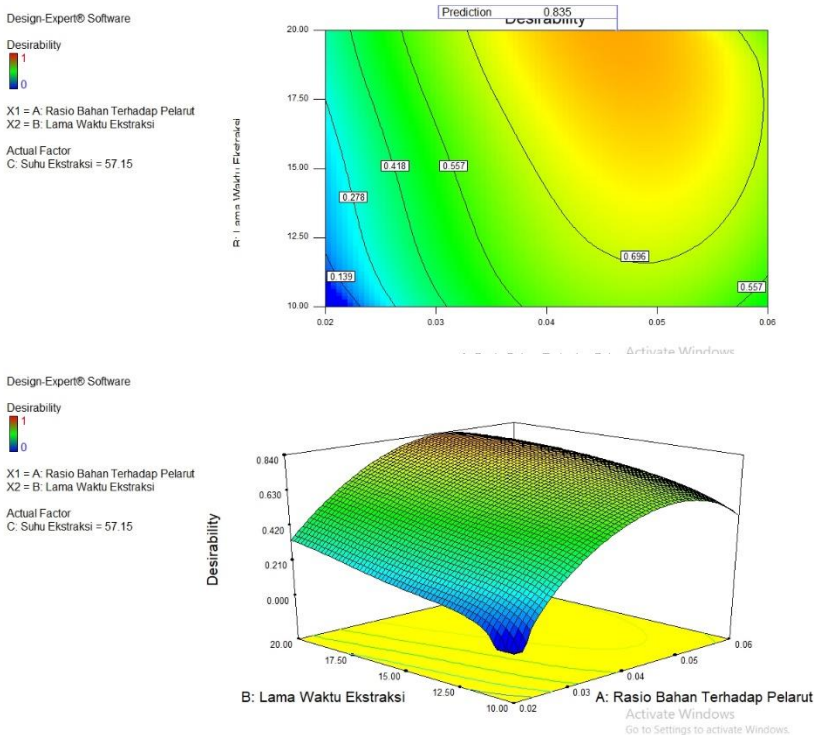 Design-Expert® Software
Desirability
1
0
X1 = A: Rasio Bahan Terhadap Pelarut
X2 = B: Lama Waktu Ekstraksi
Actual Factor
C: Suhu Ekstraksi = 57.15
Prediction 0.835
Desirability
B: Lama Waktu Ekstraksi
20.00
17.50
15.00
12.50
10.00
0.418
0.557
0.278
0.696
0.139
0.557
0.02
0.03
0.04
0.05
0.06
Activate Windows
Design-Expert® Software
Desirability
1
0
X1 = A: Rasio Bahan Terhadap Pelarut
X2 = B: Lama Waktu Ekstraksi
Actual Factor
C: Suhu Ekstraksi = 57.15
Desirability
0.840
0.630
0.420
0.210
0.000
20.00
17.50
15.00
12.50
10.00
0.02
0.03
0.04
0.05
0.06
B: Lama Waktu Ekstraksi
A: Rasio Bahan Terhadap Pelarut
Activate Windows
Go to Settings to activate Windows.